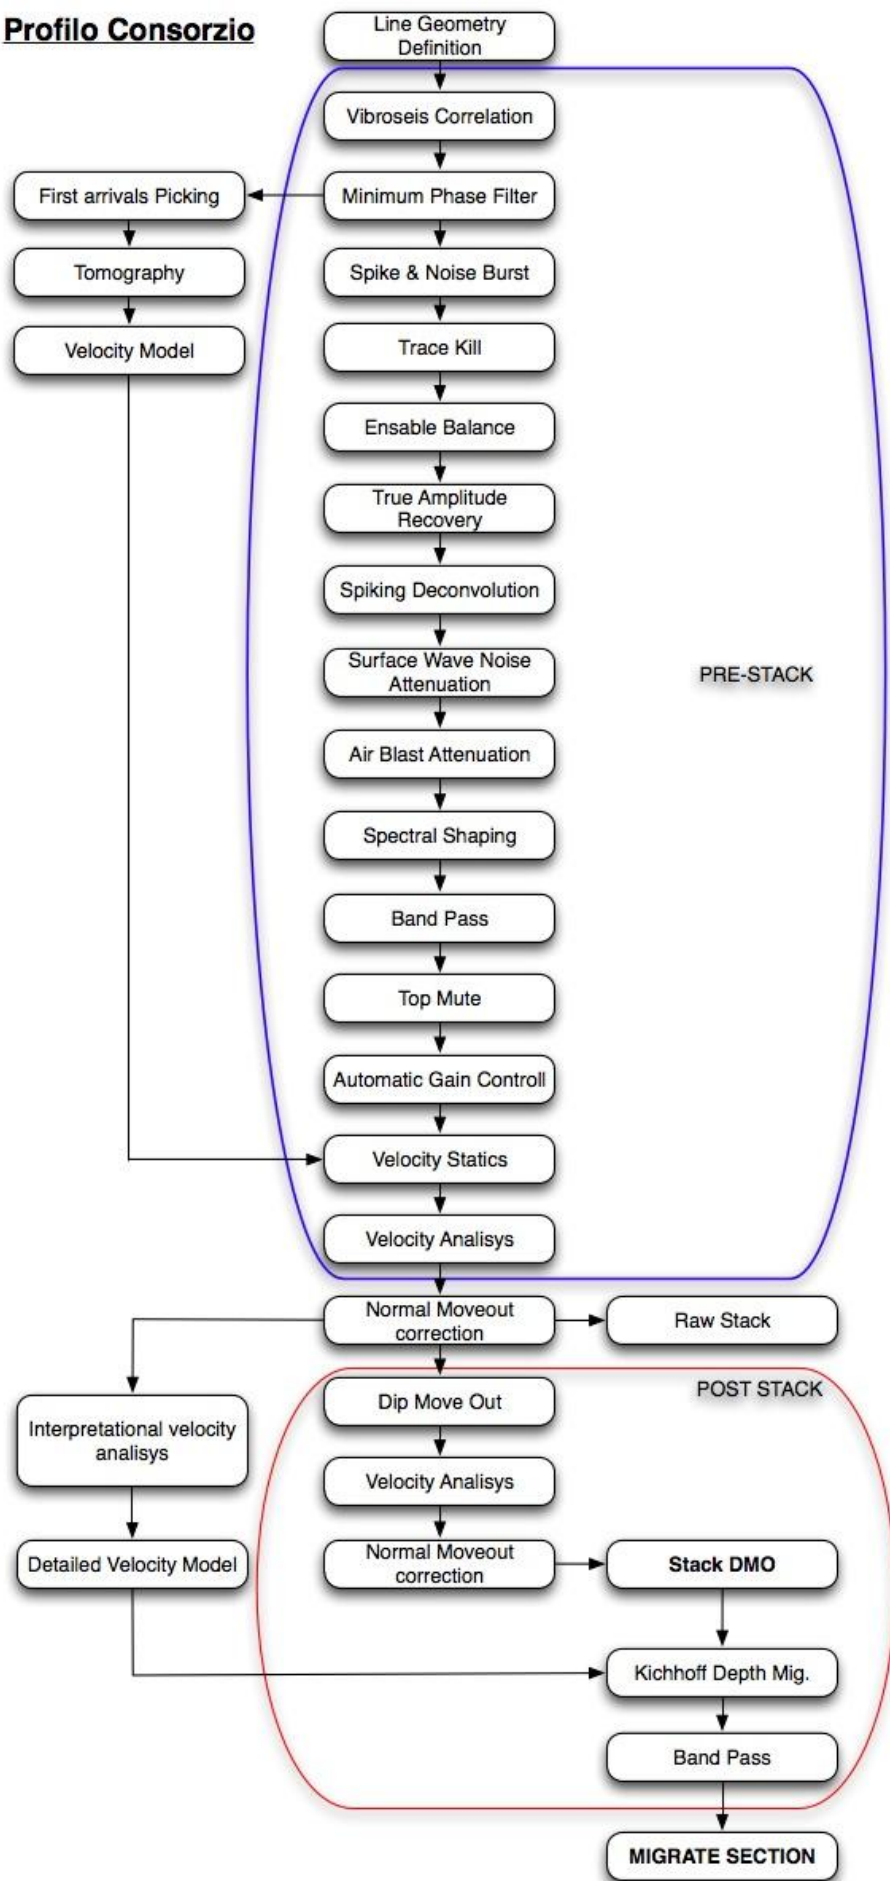 Profilo Consorzio
Line Geometry
Definition
Vibroseis Correlation
First arrivals Picking
Minimum Phase Filter
Tomography
Spike & Noise Burst
Velocity Model
Trace Kill
Ensable Balance
True Amplitude
Recovery
Spiking Deconvolution
Surface Wave Noise
Attenuation
PRE-STACK
Air Blast Attenuation
Spectral Shaping
Band Pass
Top Mute
Automatic Gain Controll
Velocity Statics
Velocity Analisys
Normal Moveout
correction
Raw Stack
POST STACK
Interpretational velocity
analisys
Dip Move Out
Velocity Analisys
Detailed Velocity Model
Normal Moveout
correction
Stack DMO
Kichhoff Depth Mig.
Band Pass
MIGRATE SECTION